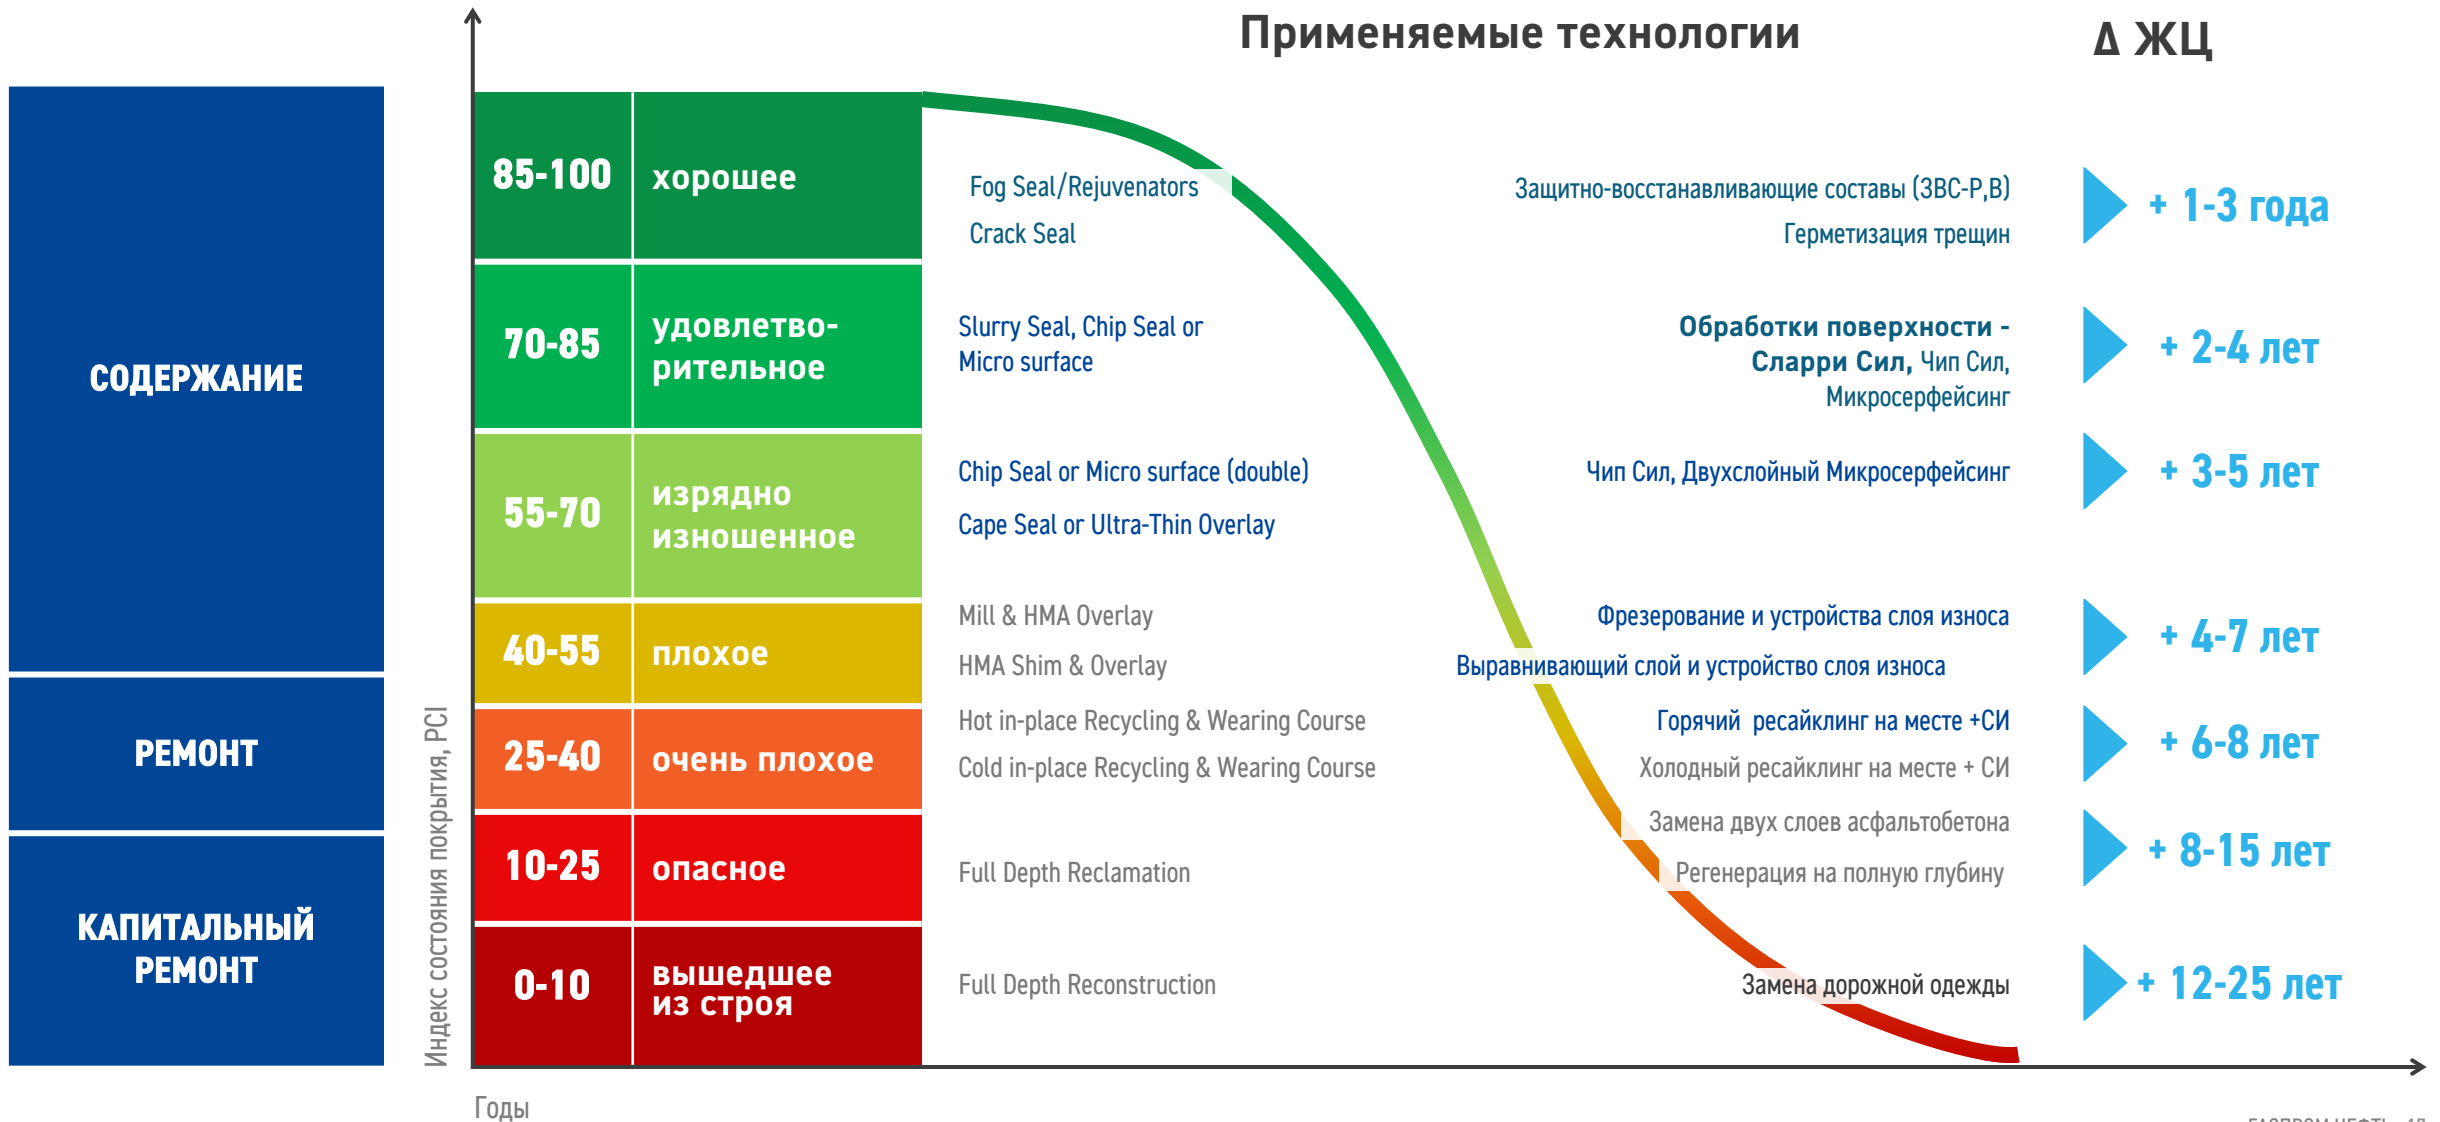 Применяемые технологии
Δ ЖЦ
СОДЕРЖАНИЕ
РЕМОНТ
КАПИТАЛЬНЫЙ
РЕМОНТ
Индекс состояния покрытия, PCI
85-100
хорошее
Fog Seal/Rejuvenators
Crack Seal
Защитно-восстанавливающие составы (ЗВС-Р,В)
Герметизация трещин
+ 1-3 года
70-85
удовлетво-
рительное
Slurry Seal, Chip Seal or
Micro surface
Обработки поверхности -
Сларри Сил, Чип Сил,
Микросерфейсинг
+ 2-4 лет
55-70
изрядно
изношенное
Chip Seal or Micro surface (double)
Cape Seal or Ultra-Thin Overlay
Чип Сил, Двухслойный Микросерфейсинг
+ 3-5 лет
40-55
плохое
Mill & HMA Overlay
HMA Shim & Overlay
Фрезерование и устройства слоя износа
Выравнивающий слой и устройство слоя износа
+ 4-7 лет
25-40
очень плохое
Hot in-place Recycling & Wearing Course
Cold in-place Recycling & Wearing Course
Горячий  ресайклинг на месте +СИ
Холодный ресайклинг на месте + СИ
+ 6-8 лет
10-25
опасное
Full Depth Reclamation
Замена двух слоев асфальтобетона
Регенерация на полную глубину
+ 8-15 лет
0-10
вышедшее
из строя
Full Depth Reconstruction
Замена дорожной одежды
+ 12-25 лет
Годы